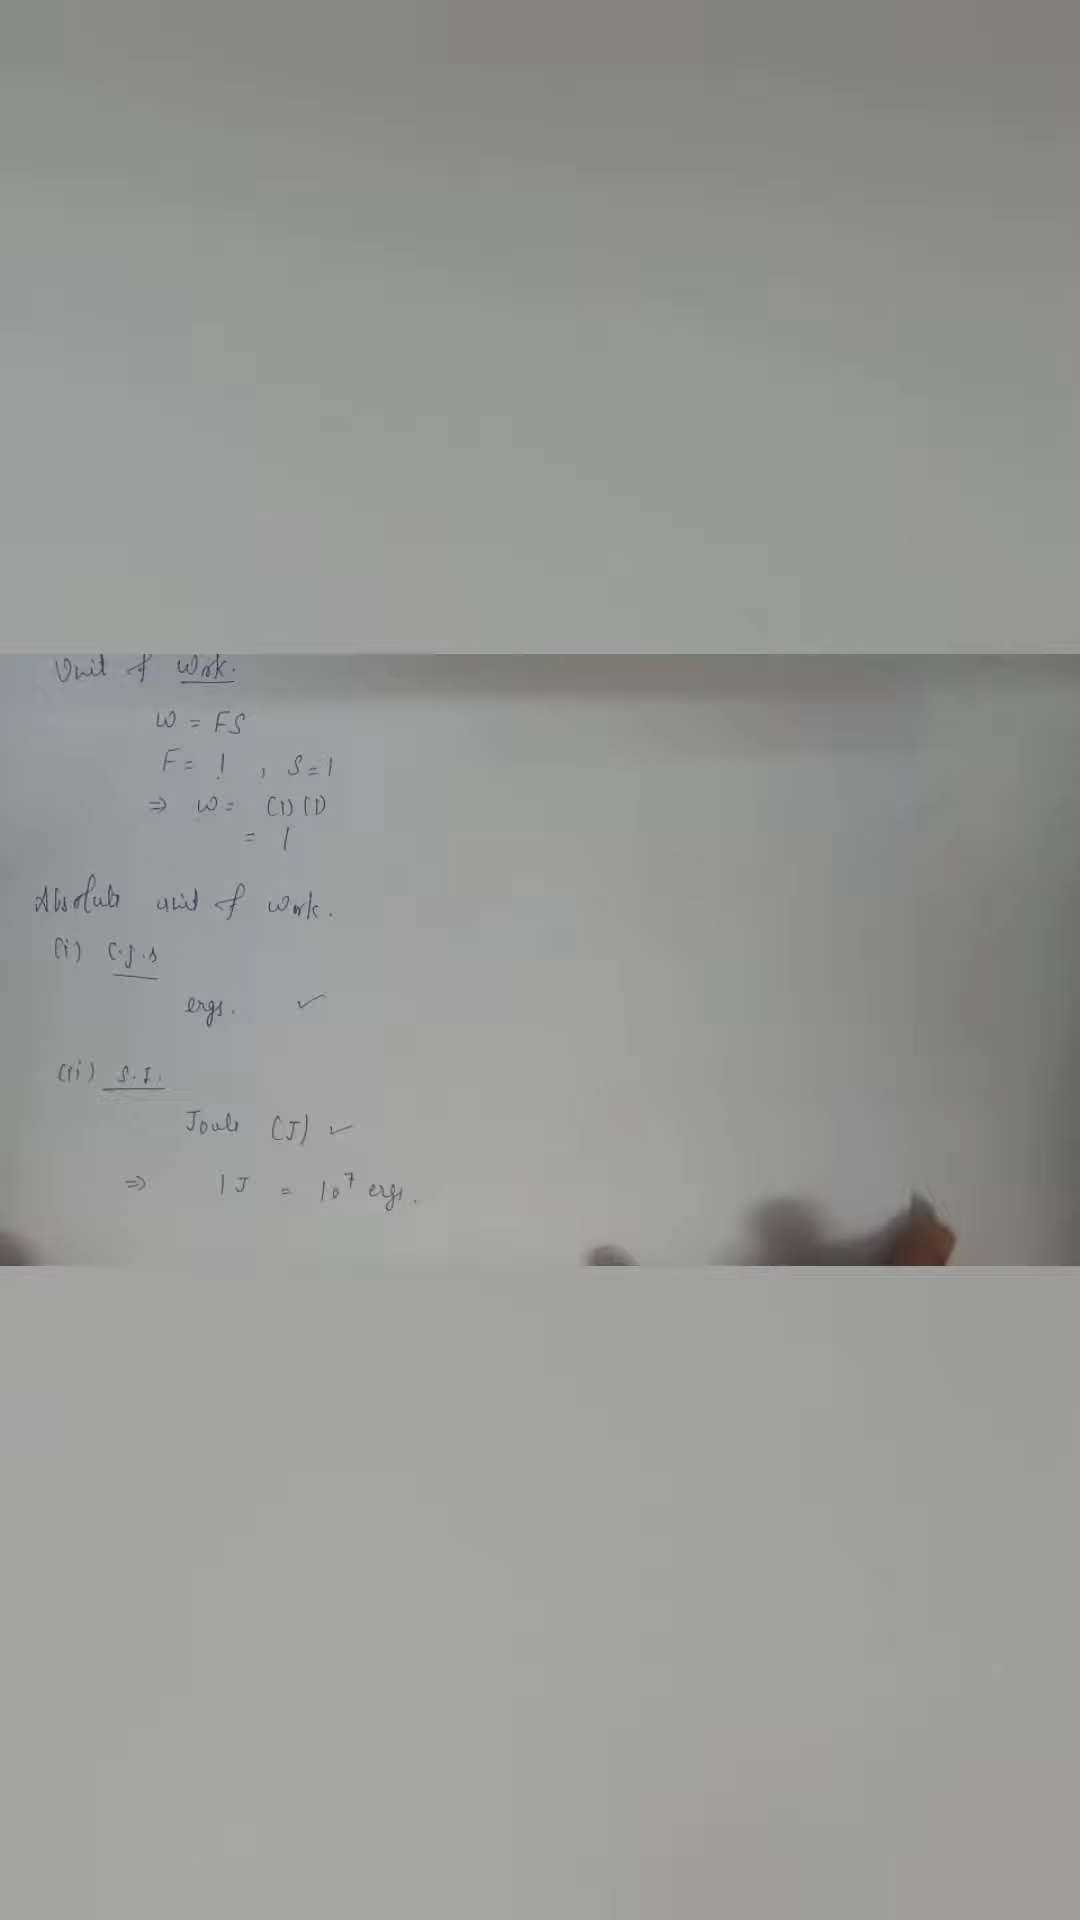 Unit of Work.
W = FS
F = 1 , S = 1
⇒ W = (1) (1)
= 1
Absolute unit of Work.
(i) C.g.s
ergs. ✓
(ii) S.I.
Joule (J) ✓
⇒ 1 J = 10⁷ ergs.